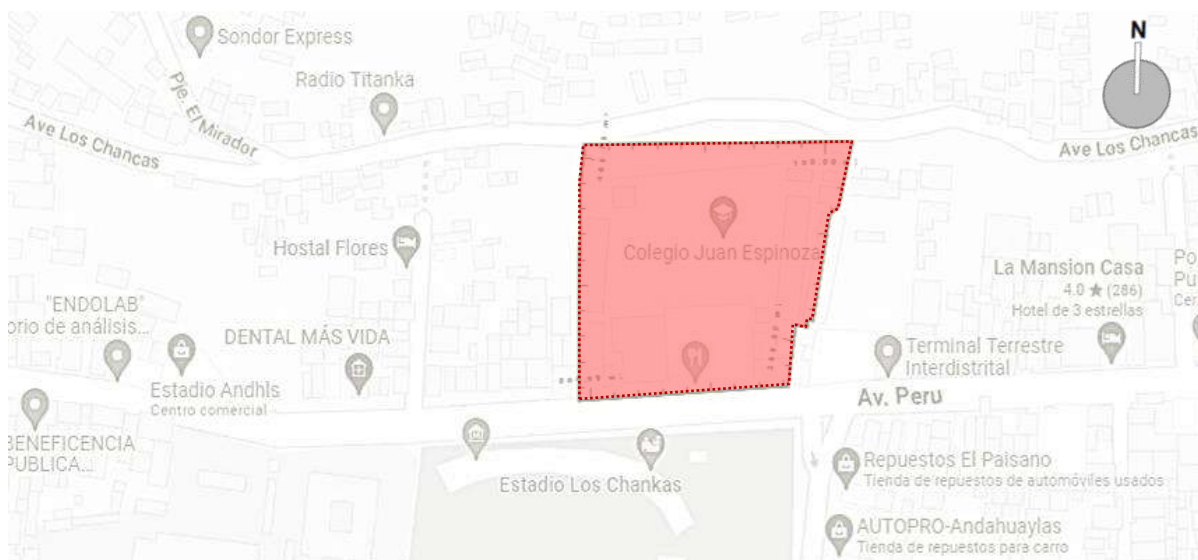 N
Sondor Express
Radio Titanka
Pje. El Mirador
Ave Los Chancas
Ave Los Chancas
Colegio Juan Espinoza
Hostal Flores
La Mansion Casa
4.0 ★ (286)
Hotel de 3 estrellas
Po
Pu
Cer
"ENDOLAB"
orio de análisis...
DENTAL MÁS VIDA
Terminal Terrestre
Interdistrital
Estadio Andhls
Centro comercial
Av. Peru
BENEFICENCIA
PUBLICA...
Estadio Los Chankas
Repuestos El Paisano
Tienda de repuestos de automóviles usados
AUTOPRO-Andahuaylas
Tienda de repuestos para carro